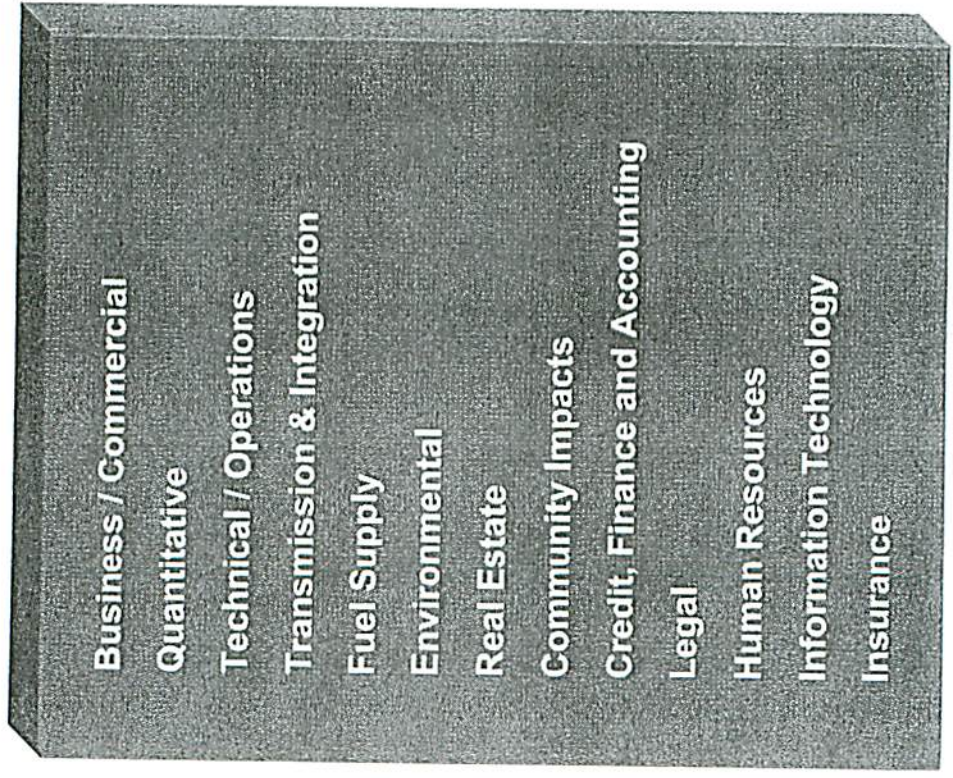 Business / Commercial
Quantitative
Technical / Operations
Transmission & Integration
Fuel Supply
Environmental
Real Estate
Community Impacts
Credit, Finance and Accounting
Legal
Human Resources
Information Technology
Insurance